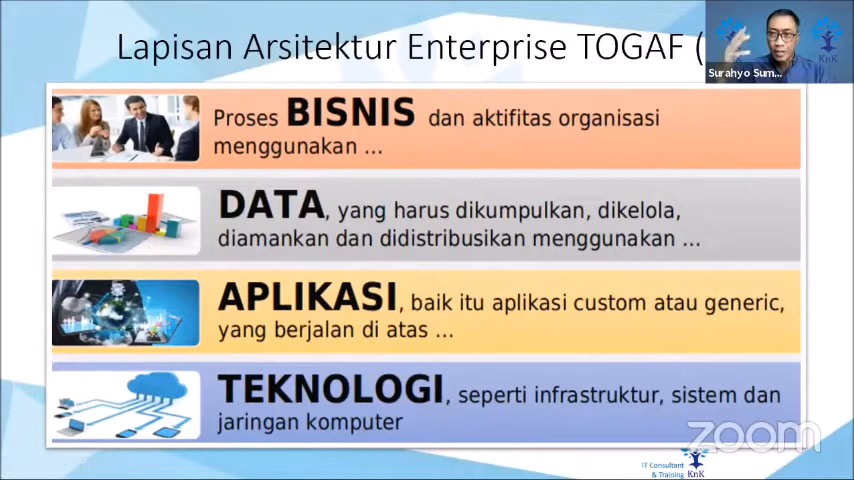 Lapisan Arsitektur Enterprise TOGAF (
KnK
Surahyo Sum...
Proses BISNIS dan aktifitas organisasi
menggunakan ...
DATA, yang harus dikumpulkan, dikelola,
diamankan dan didistribusikan menggunakan ...
APLIKASI, baik itu aplikasi custom atau generic,
yang berjalan di atas ...
TEKNOLOGI, seperti infrastruktur, sistem dan
jaringan komputer
zoom
IT Consultant
& Training KnK